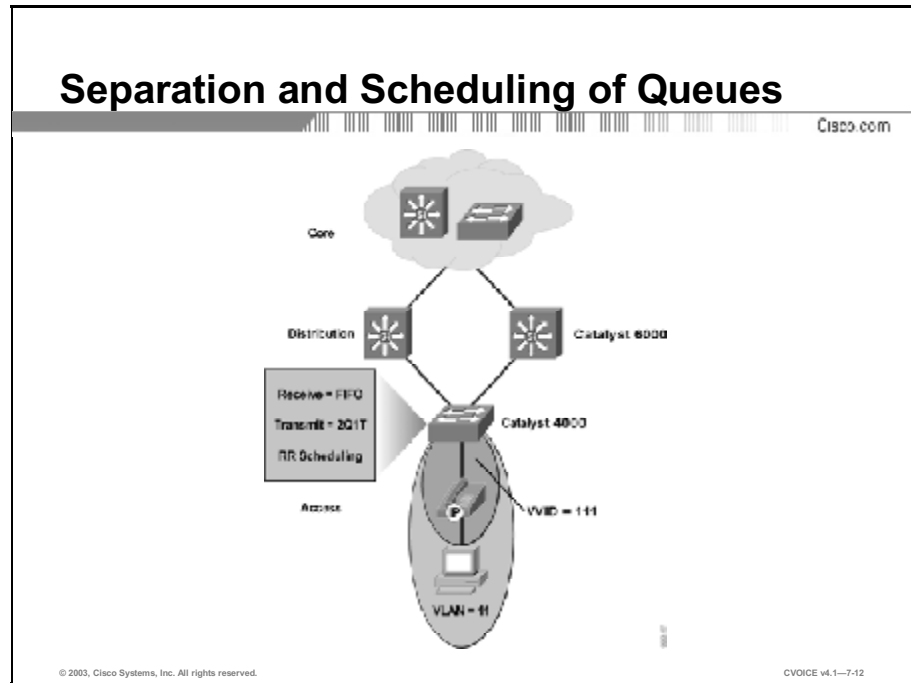 Separation and Scheduling of Queues
Cisco.com
Core
Distribution
Catalyst 6000
Receive = FIFO
Transmit = 2Q1T
RR Scheduling
Catalyst 4000
Access
VVID = 111
IP
VLAN = 11
© 2003, Cisco Systems, Inc. All rights reserved.
CVOICE v4.1—7-12